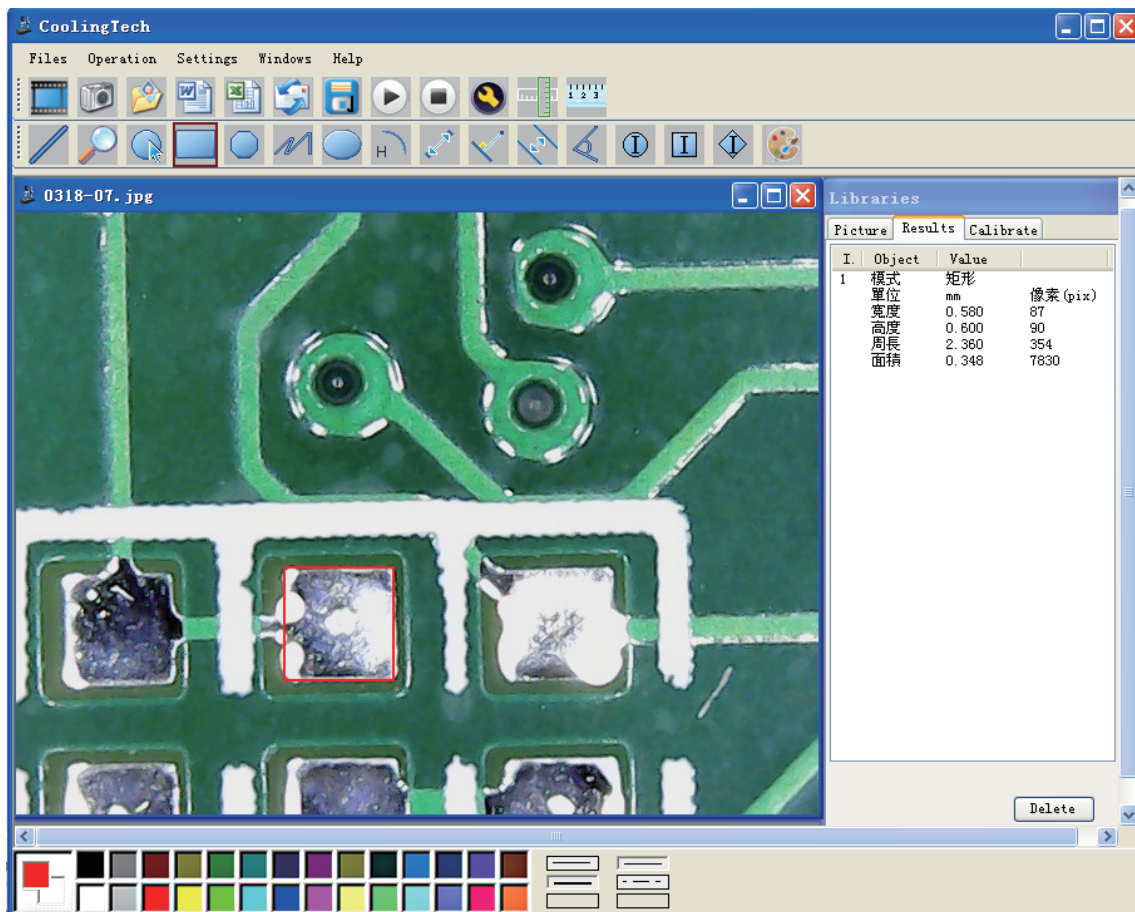 CoolingTech
Files Operation Settings Windows Help
1 2 3
H
I I I
0318-07.jpg
Libraries
Picture Results Calibrate
I. Object Value
1 模式 矩形
單位 mm 像素(pix)
寬度 0.580 87
高度 0.600 90
周長 2.360 354
面積 0.348 7830
Delete